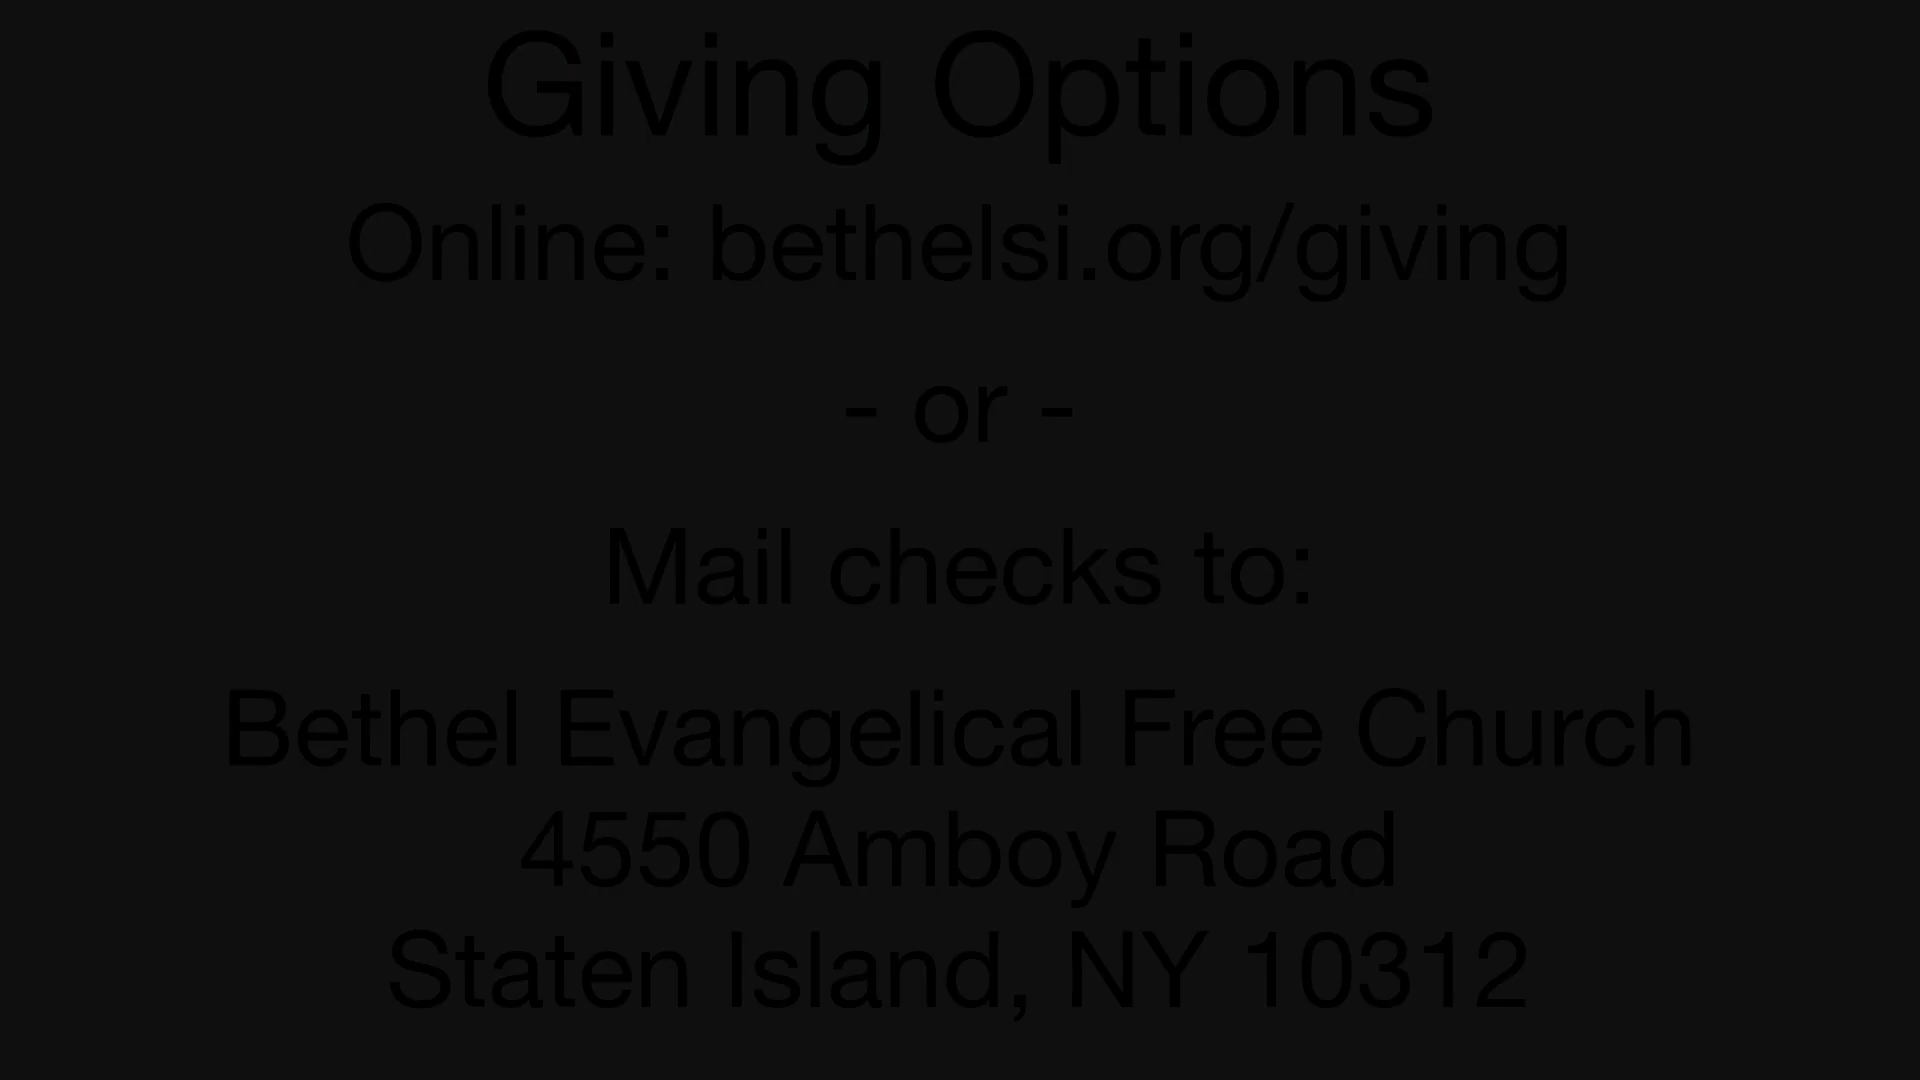 Giving Options
Online: bethelsi.org/giving
- or -
Mail checks to:
Bethel Evangelical Free Church
4550 Amboy Road
Staten Island, NY 10312